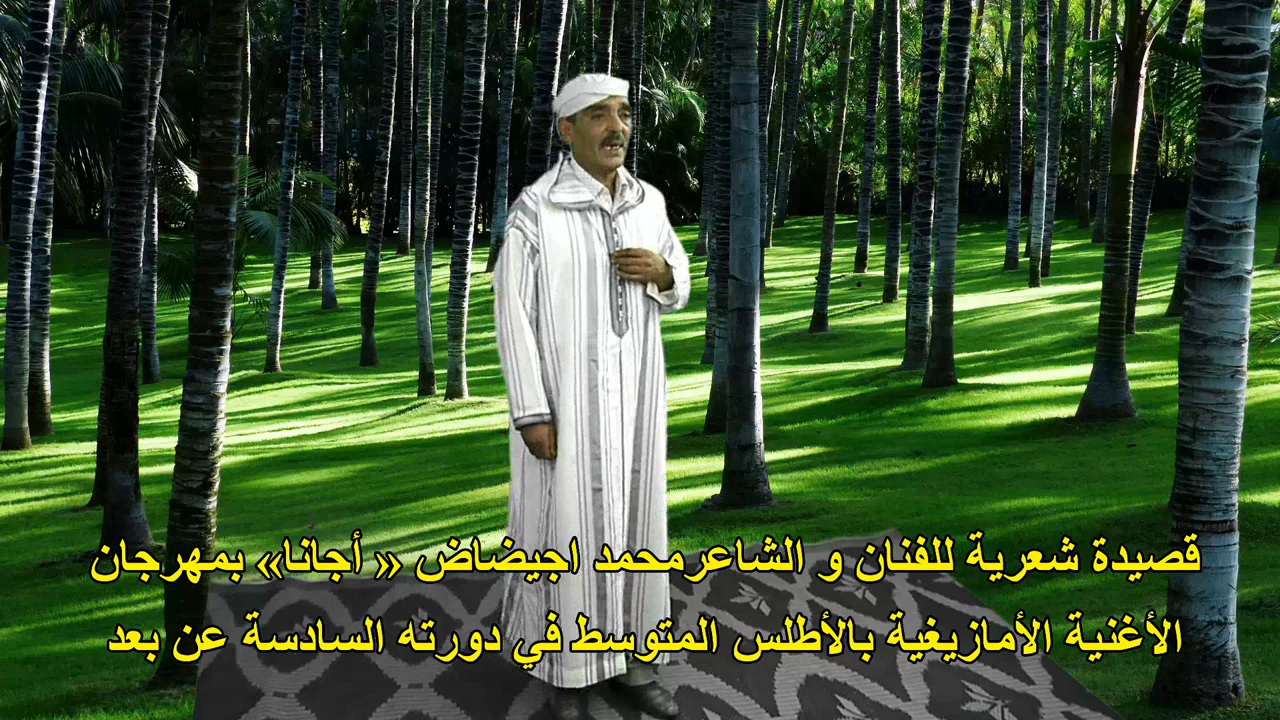 قصيدة شعرية للفنان و الشاعرمحمد اجيضاض « أجانا» بمهرجان
الأغنية الأمازيغية بالأطلس المتوسط في دورته السادسة عن بعد